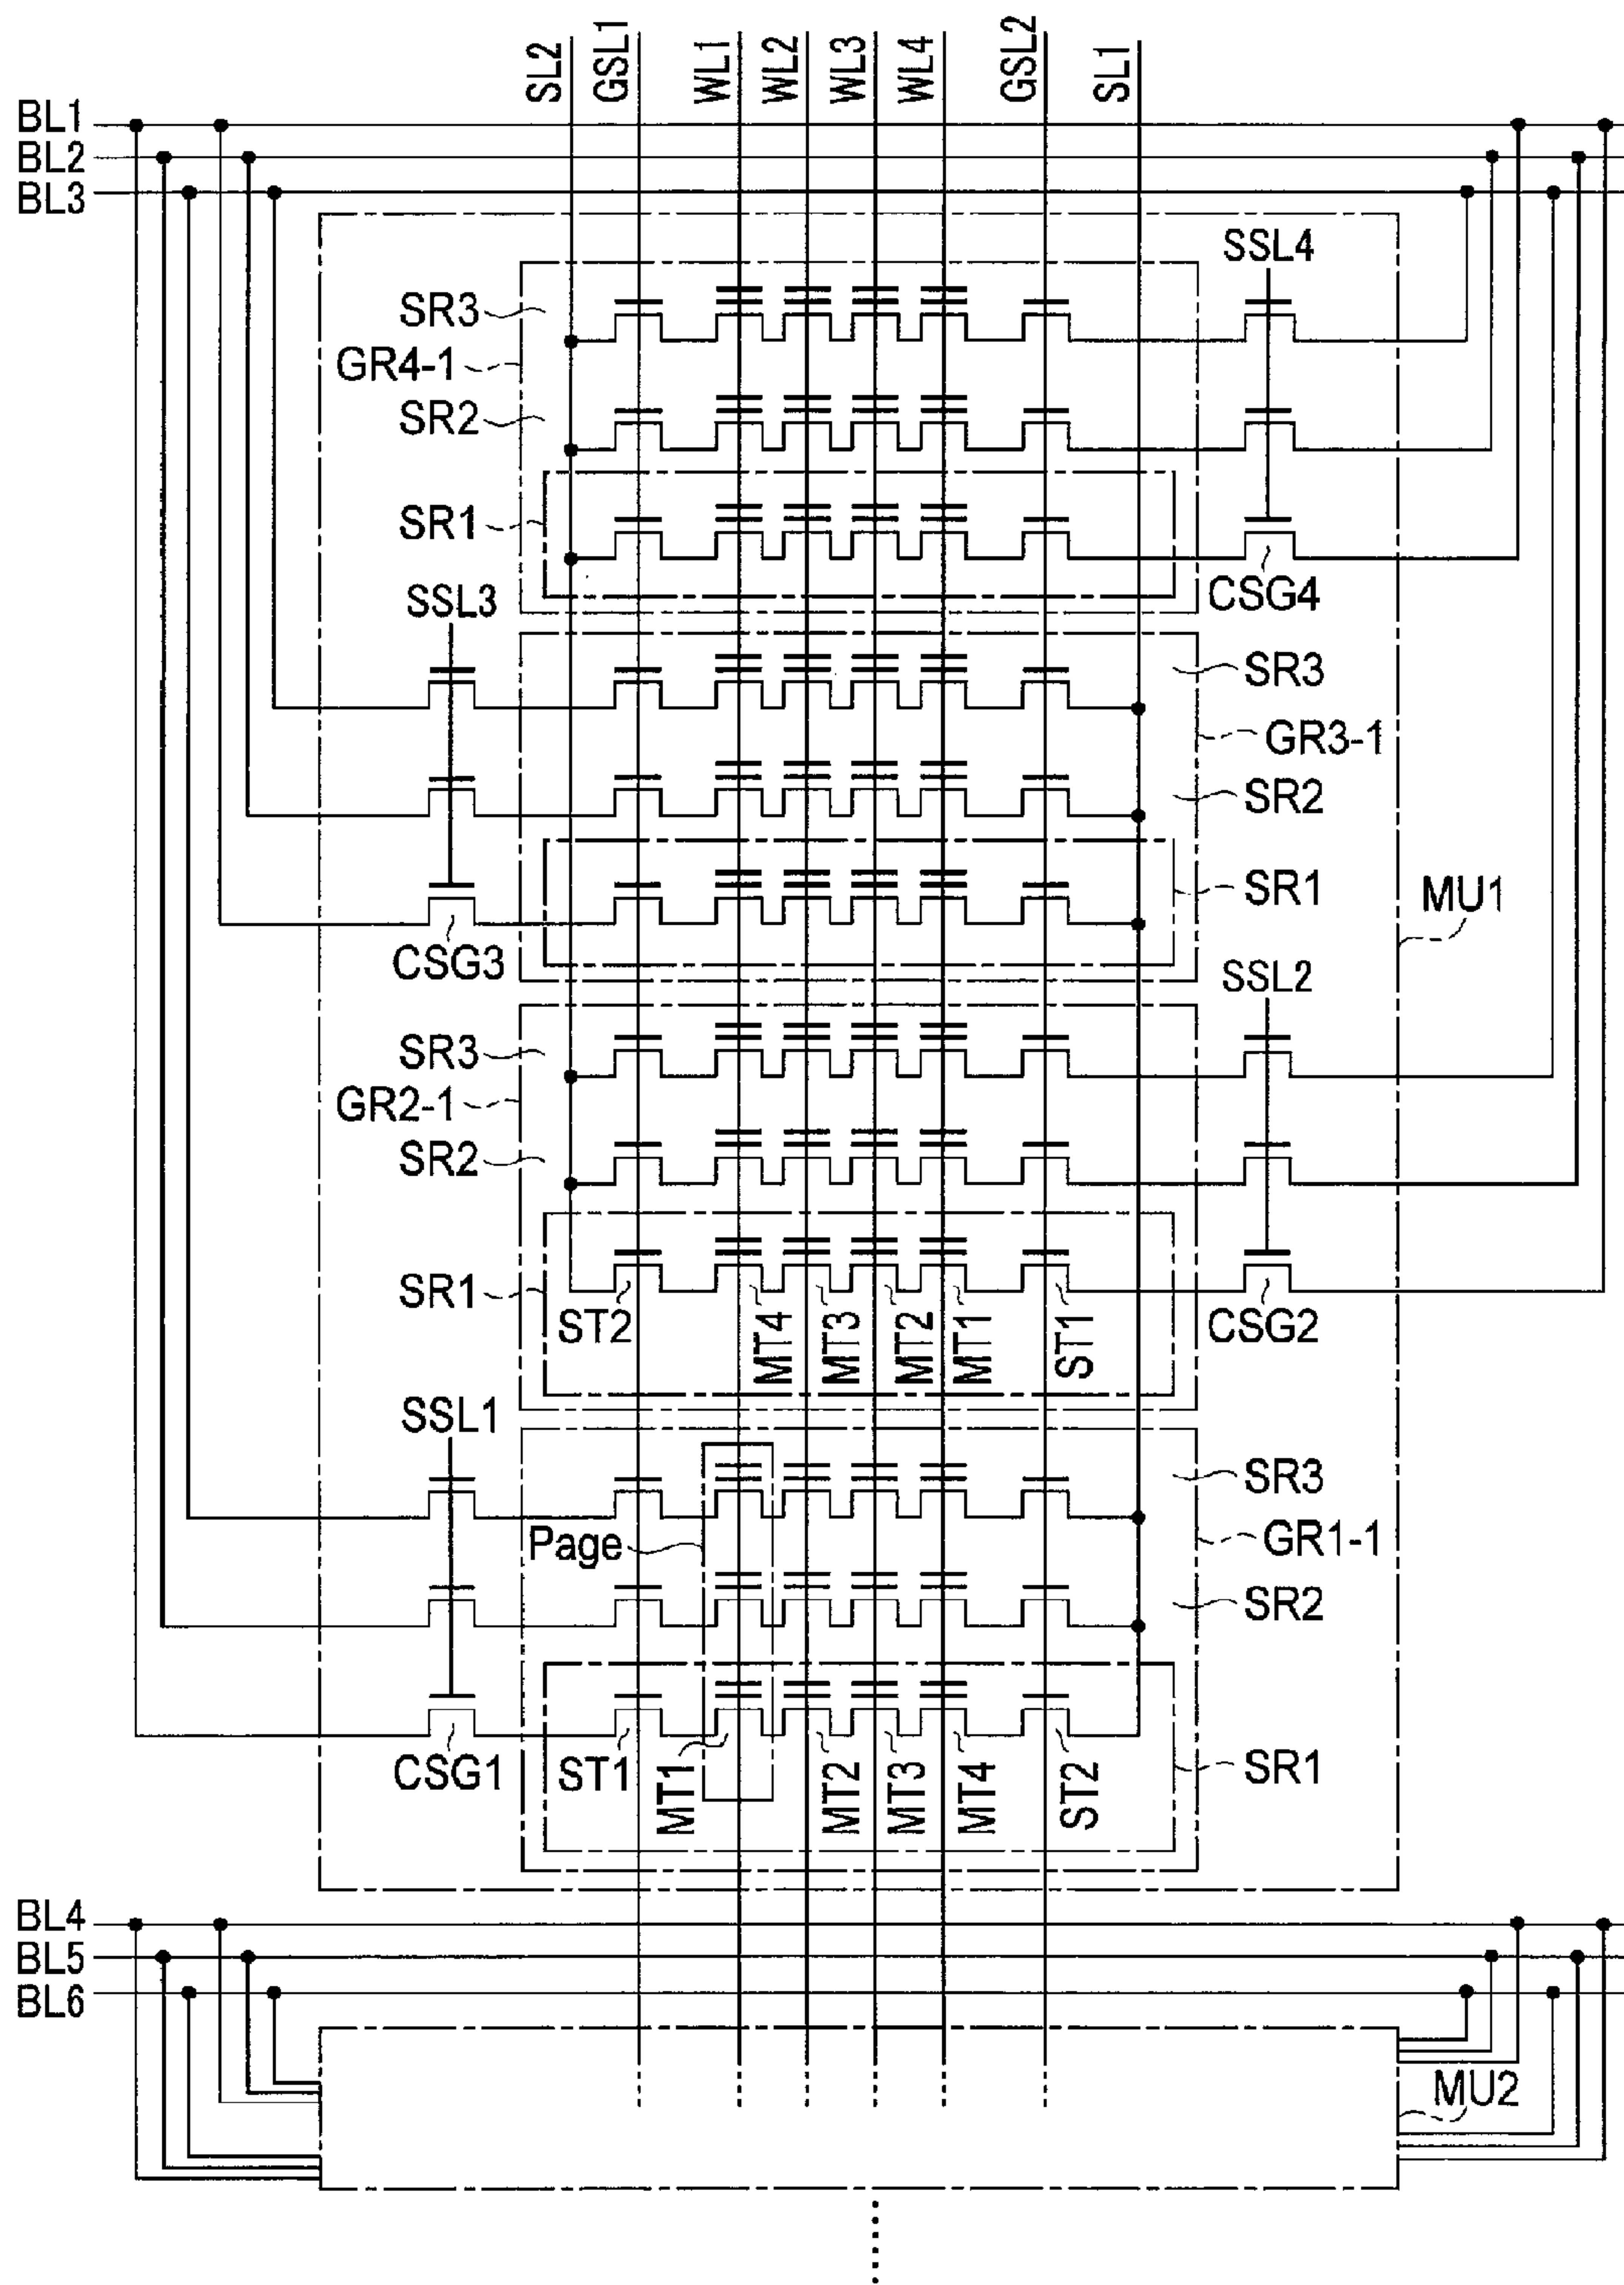 SL2
GSL1
WL1
WL2
WL3
WL4
GSL2
SL1
BL1
BL2
BL3
SSL4
SR3
GR4-1
SR2
SR1
CSG4
SSL3
SR3
GR3-1
SR2
SR1
MU1
CSG3
SSL2
SR3
GR2-1
SR2
SR1
ST2
MT4
MT3
MT2
MT1
ST1
CSG2
SSL1
SR3
Page
GR1-1
SR2
CSG1
ST1
MT1
MT2
MT3
MT4
ST2
SR1
BL4
BL5
BL6
MU2